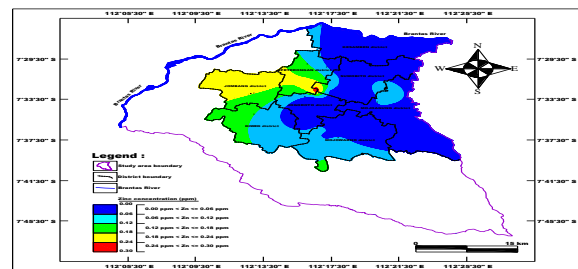 112°09'30" E 112°13'30" E 112°17'30" E 112°21'30" E 112°25'30" E
Brantas River
Brantas River
Brantas River
N
W E
S
7°29'30" S
7°33'30" S
7°37'30" S
7°41'30" S
7°45'30" S
7°29'30" S
7°33'30" S
7°37'30" S
7°41'30" S
7°45'30" S
Legend :
Study area boundary
District boundary
Brantas River
Zinc concentration (ppm)
0.00
0.06
0.12
0.18
0.24
0.30
0.00 ppm < Zn <= 0.06 ppm
0.06 ppm < Zn <= 0.12 ppm
0.12 ppm < Zn <= 0.18 ppm
0.18 ppm < Zn <= 0.24 ppm
0.24 ppm < Zn <= 0.30 ppm
0 15 km
112°09'30" E 112°13'30" E 112°17'30" E 112°21'30" E 112°25'30" E